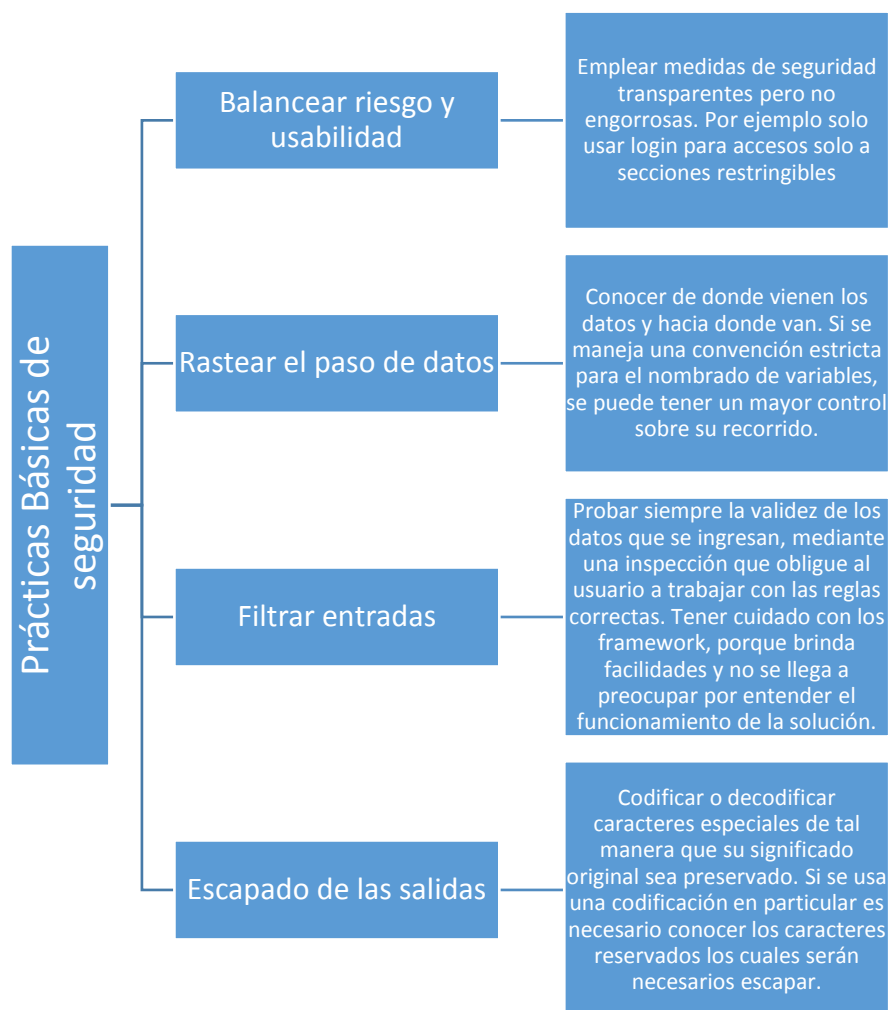 Prácticas Básicas de
seguridad
Balancear riesgo y
usabilidad
Emplear medidas de seguridad
transparentes pero no
engorrosas. Por ejemplo solo
usar login para accesos solo a
secciones restringibles
Rastear el paso de datos
Conocer de donde vienen los
datos y hacia donde van. Si se
maneja una convención estricta
para el nombrado de variables,
se puede tener un mayor control
sobre su recorrido.
Filtrar entradas
Probar siempre la validez de los
datos que se ingresan, mediante
una inspección que obligue al
usuario a trabajar con las reglas
correctas. Tener cuidado con los
framework, porque brinda
facilidades y no se llega a
preocupar por entender el
funcionamiento de la solución.
Escapado de las salidas
Codificar o decodificar
caracteres especiales de tal
manera que su significado
original sea preservado. Si se usa
una codificación en particular es
necesario conocer los caracteres
reservados los cuales serán
necesarios escapar.